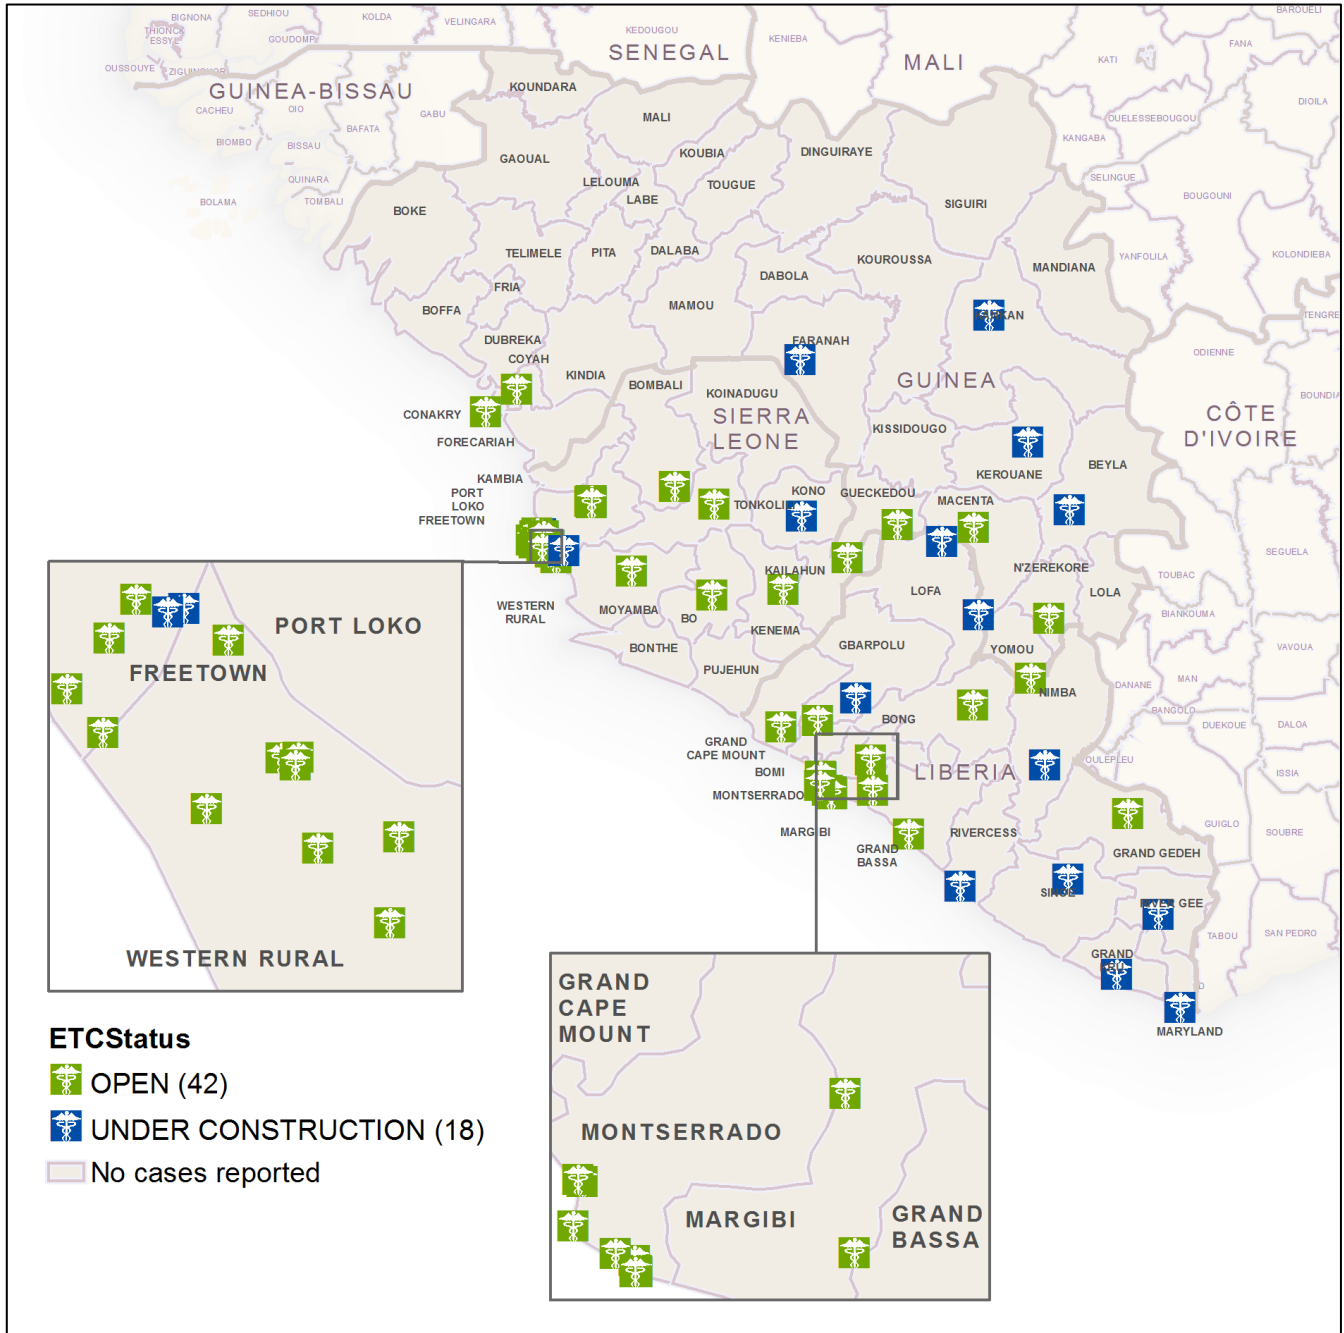 BIGNONA
SEDHIOU
KOLDA
VELINGARA
KEDOUGOU
KENIEBA
BAROUELI
THIONCK
ESSYL
GOUDOMP
SENEGAL
MALI
KATI
FANA
OUSSOUYE
GUINEA-BISSAU
KOUNDARA
DIOILA
CACHEU
OIO
GABU
MALI
OUELESSEBOUGOU
BAFATA
KANGABA
BIOMBO
BISSAU
GAOUAL
KOUBIA
DINGUIRAYE
QUINARA
LELOUMA
TOUGUE
SELINGUE
BOLAMA
TOMBALI
LABE
BOUGOUNI
BOKE
SIGUIRI
TELIMELE
PITA
DALABA
KOUROUSSA
YANFOLILA
KOLONDIEBA
DABOLA
MANDIANA
FRIA
BOFFA
MAMOU
TENGRE
DUBREKA
FARANAH
ODIENNE
COYAH
KINDIA
BOMBALI
KOINADUGU
GUINEA
BOUNDIA
CONAKRY
SIERRA
LEONE
CÔTE
D'IVOIRE
FORECARIAH
KISSIDOUGO
KEROUANE
BEYLA
KAMBIA
PORT
LOKO
FREETOWN
KONO
GUECKEDOU
MACENTA
SEGUELA
N'ZEREKORE
KAILAHUN
TOUBAC
LOFA
LOLA
WESTERN
RURAL
MOYAMBA
BO
BIANKOUMA
KENEMA
BONTHE
GBARPOLU
YOMOU
VAVOUA
PUJEHUN
DANANE
MAN
NIMBA
BANGOLO
BONG
DUEKOUE
DALOA
GRAND
CAPE MOUNT
BOMI
LIBERIA
OULEPLEU
ISSIA
MONTSERRADO
GUIGLO
SOUBRE
MARGIBI
RIVERCESS
GRAND
BASSA
GRAND GEDEH
RIVER GEE
TABOU
SAN PEDRO
GRAND
MARYLAND
PORT LOKO
FREETOWN
WESTERN RURAL
GRAND
CAPE
MOUNT
MONTSERRADO
MARGIBI
GRAND
BASSA
ETCStatus
OPEN (42)
UNDER CONSTRUCTION (18)
No cases reported